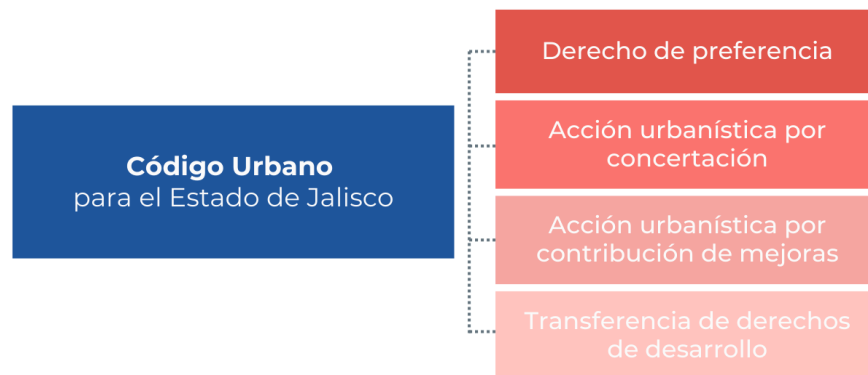 Código Urbano
para el Estado de Jalisco
Derecho de preferencia
Acción urbanística por
concertación
Acción urbanística por
contribución de mejoras
Transferencia de derechos
de desarrollo